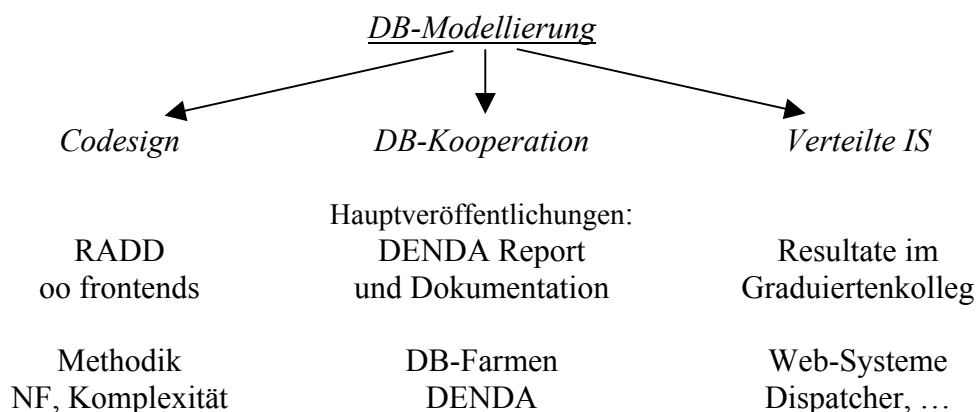 DB-Modellierung
Codesign DB-Kooperation Verteilte IS
Hauptveröffentlichungen:
RADD DENDA Report Resultate im
oo frontends und Dokumentation Graduiertenkolleg
Methodik DB-Farmen Web-Systeme
NF, Komplexität DENDA Dispatcher, …